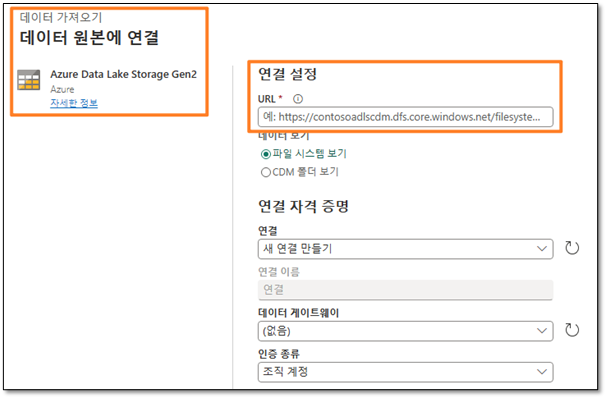 데이터 가져오기
데이터 원본에 연결
Azure Data Lake Storage Gen2
Azure
자세한 정보
연결 설정
URL *
예: https://contosoadlscdm.dfs.core.windows.net/filesyste...
데이터 보기
파일 시스템 보기
CDM 폴더 보기
연결 자격 증명
연결
새 연결 만들기
연결 이름
연결
데이터 게이트웨이
(없음)
인증 종류
조직 계정